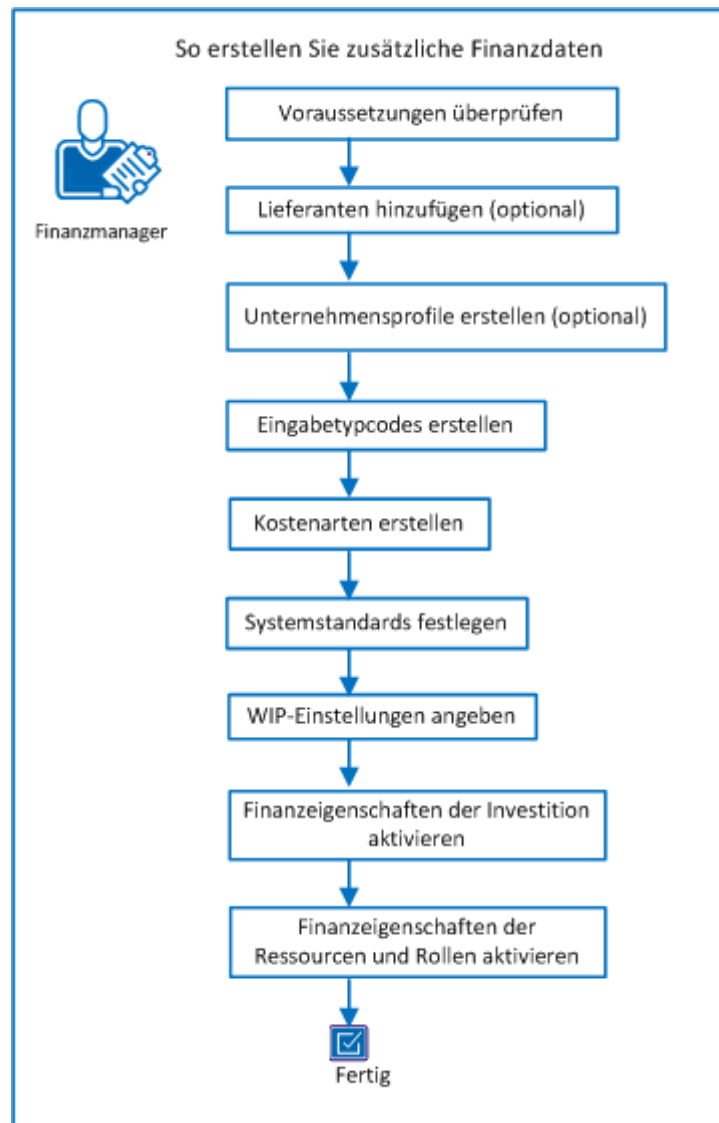 So erstellen Sie zusätzliche Finanzdaten
Finanzmanager
Voraussetzungen überprüfen
Lieferanten hinzufügen (optional)
Unternehmensprofile erstellen (optional)
Eingabetypcodes erstellen
Kostenarten erstellen
Systemstandards festlegen
WIP-Einstellungen angeben
Finanzeigenschaften der Investition
aktivieren
Finanzeigenschaften der
Ressourcen und Rollen aktivieren
Fertig